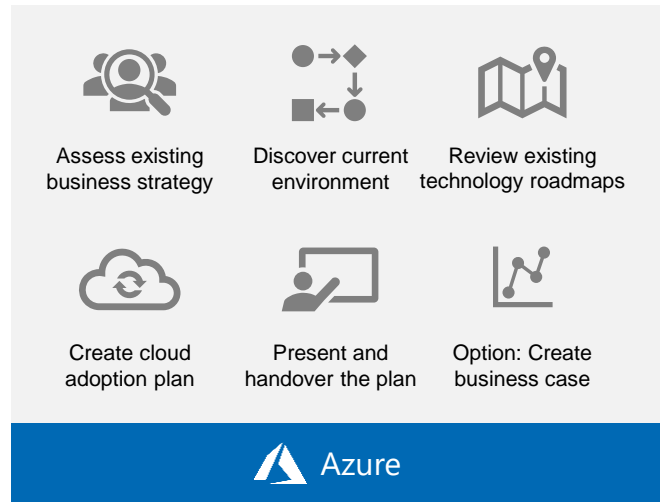 Assess existing
business strategy
Discover current
environment
Review existing
technology roadmaps
Create cloud
adoption plan
Present and
handover the plan
Option: Create
business case
Azure